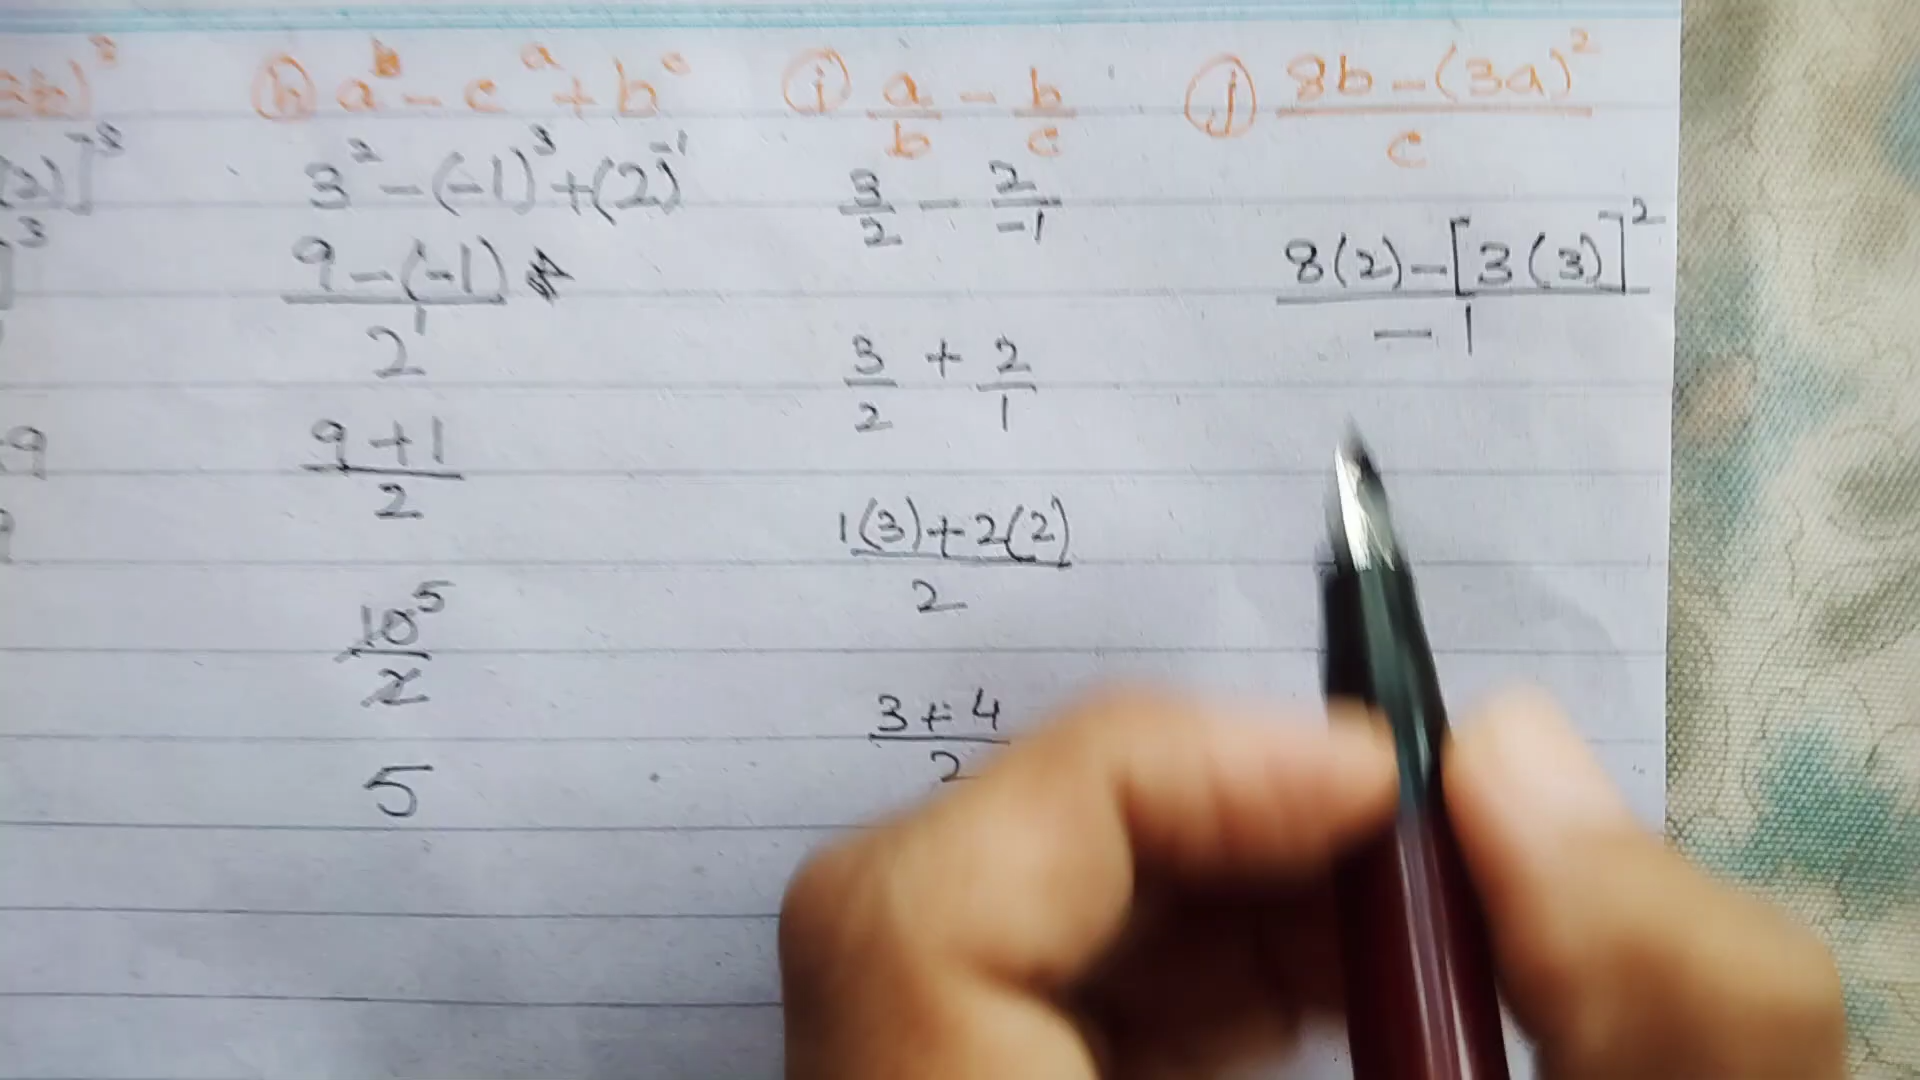 (h) a^b - c^a + b^c
3^2 - (-1)^3 + (2)^-1
9 - (-1)
2^1
9 + 1
2
10 5
2
5
(i) a/b - b/c
3/2 - 2/-1
3/2 + 2/1
1(3) + 2(2)
2
3 + 4
2
(j) 8b - (3a)^2
c
8(2) - [3(3)]^2
-1